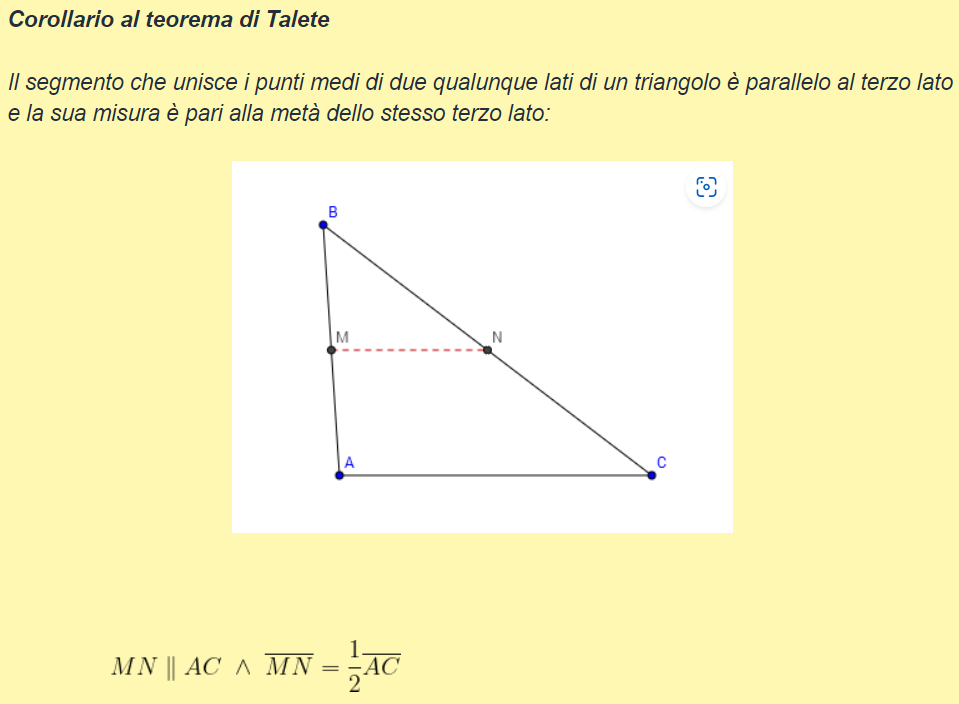 Corollario al teorema di Talete
Il segmento che unisce i punti medi di due qualunque lati di un triangolo è parallelo al terzo lato
e la sua misura è pari alla metà dello stesso terzo lato:
B
M
N
A
C
MN ∥ AC ∧ \overline{MN} = \frac{1}{2}\overline{AC}